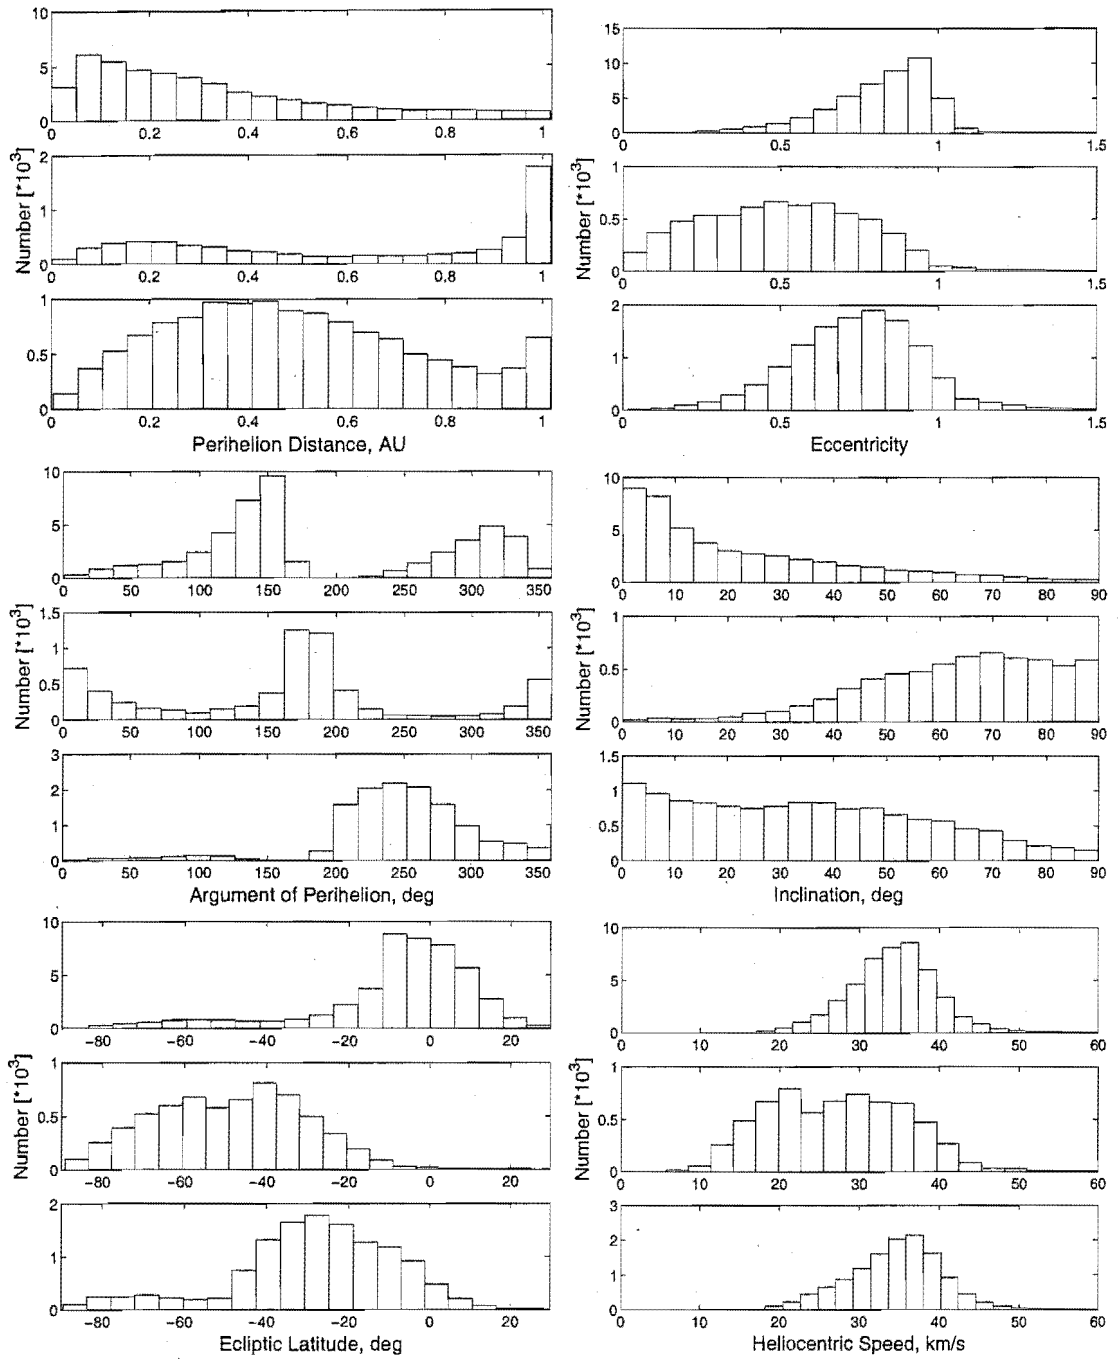 10
5
0
0 0.2 0.4 0.6 0.8 1
2
1
0
0 0.2 0.4 0.6 0.8 1
Number [*10³]
1
0.5
0
0 0.2 0.4 0.6 0.8 1
Perihelion Distance, AU
15
10
5
0
0 0.5 1 1.5
1
0.5
0
0 0.5 1 1.5
Number [*10³]
2
1
0
0 0.5 1 1.5
Eccentricity
10
5
0
0 50 100 150 200 250 300 350
1.5
1
0.5
0
0 50 100 150 200 250 300 350
Number [*10³]
3
2
1
0
0 50 100 150 200 250 300 350
Argument of Perihelion, deg
10
5
0
0 10 20 30 40 50 60 70 80 90
1
0.5
0
0 10 20 30 40 50 60 70 80 90
Number [*10³]
1.5
1
0.5
0
0 10 20 30 40 50 60 70 80 90
Inclination, deg
10
5
0
−80 −60 −40 −20 0 20
1
0.5
0
−80 −60 −40 −20 0 20
Number [*10³]
2
1
0
−80 −60 −40 −20 0 20
Ecliptic Latitude, deg
10
5
0
0 10 20 30 40 50 60
1
0.5
0
0 10 20 30 40 50 60
Number [*10³]
3
2
1
0
0 10 20 30 40 50 60
Heliocentric Speed, km/s